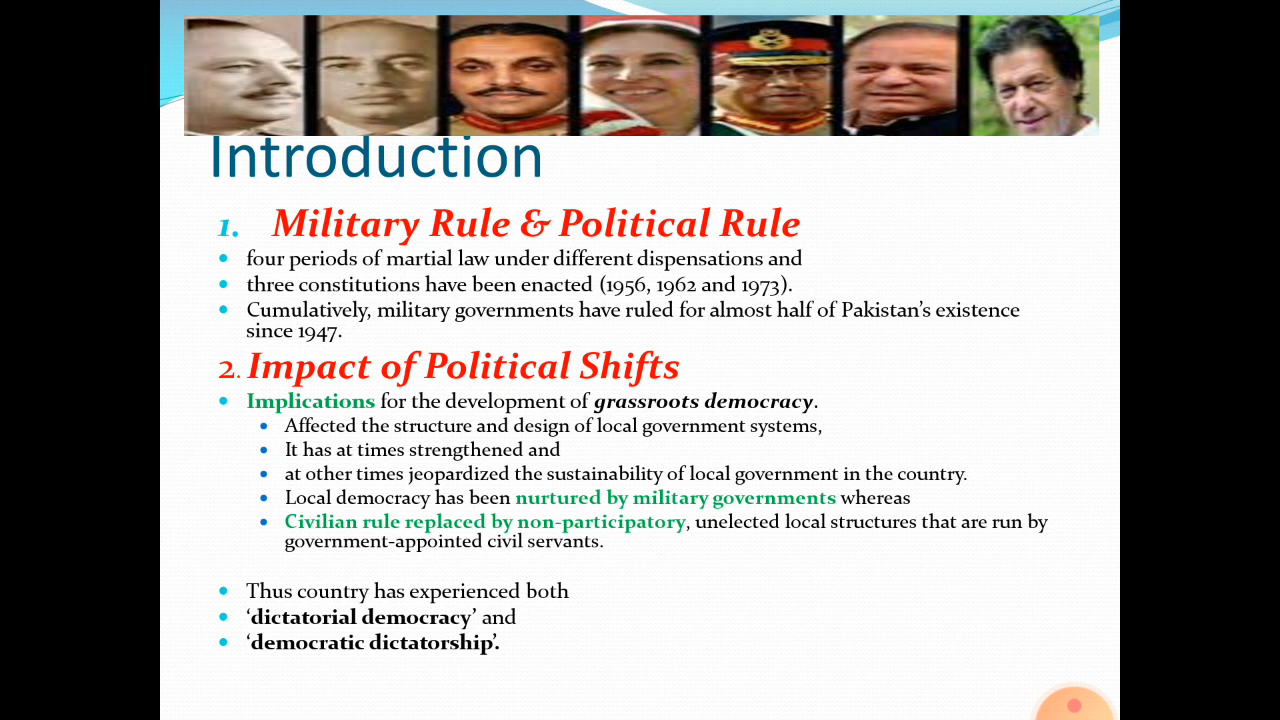 Introduction
1. Military Rule & Political Rule
• four periods of martial law under different dispensations and
• three constitutions have been enacted (1956, 1962 and 1973).
• Cumulatively, military governments have ruled for almost half of Pakistan’s existence
since 1947.
2. Impact of Political Shifts
• Implications for the development of grassroots democracy.
• Affected the structure and design of local government systems,
• It has at times strengthened and
• at other times jeopardized the sustainability of local government in the country.
• Local democracy has been nurtured by military governments whereas
• Civilian rule replaced by non-participatory, unelected local structures that are run by
government-appointed civil servants.
• Thus country has experienced both
• ‘dictatorial democracy’ and
• ‘democratic dictatorship’.